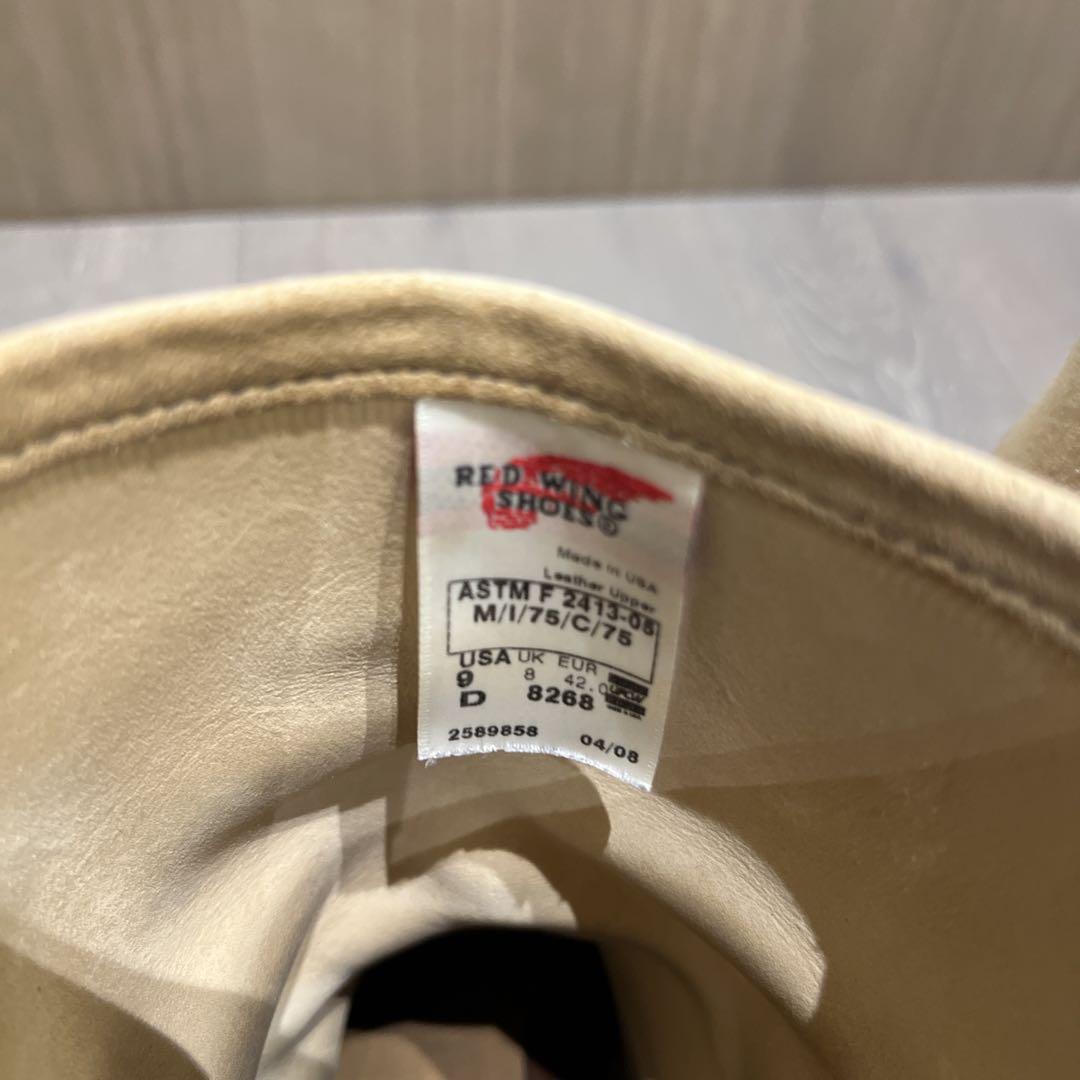 RED WING
SHOES®
Made in USA
Leather Upper
ASTM F 2413-05
M/I/75/C/75
USA UK EUR
9 8 42.0
D 8268
2589858 04/08